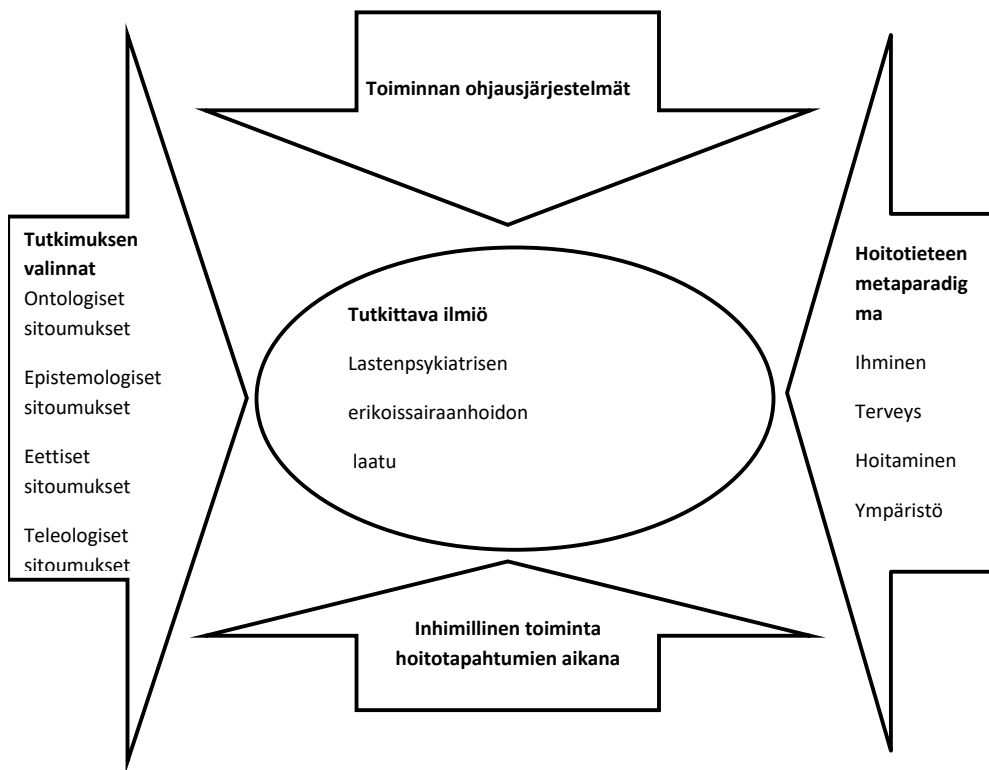 Toiminnan ohjausjärjestelmät
Tutkimuksen
valinnat
Ontologiset
sitoumukset
Epistemologiset
sitoumukset
Eettiset
sitoumukset
Teleologiset
sitoumukset
Tutkittava ilmiö
Lastenpsykiatrisen
erikoissairaanhoidon
laatu
Hoitotieteen
metaparadig
ma
Ihminen
Terveys
Hoitaminen
Ympäristö
Inhimillinen toiminta
hoitotapahtumien aikana